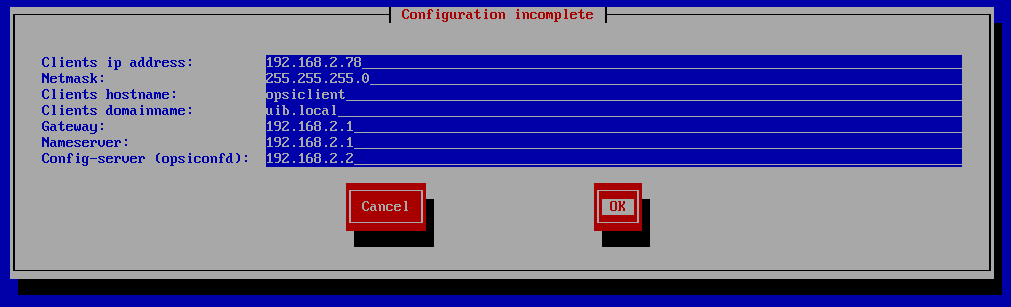 Configuration incomplete
Clients ip address: 192.168.2.78
Netmask: 255.255.255.0
Clients hostname: opsiclient
Clients domainname: uib.local
Gateway: 192.168.2.1
Nameserver: 192.168.2.1
Config-server (opsiconfd): 192.168.2.2
Cancel OK